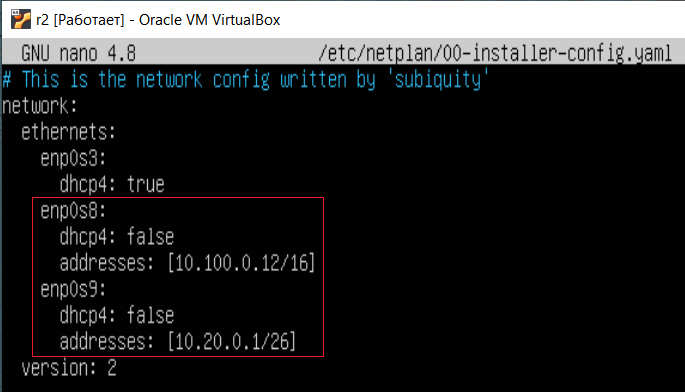 r2 [Работает] - Oracle VM VirtualBox
GNU nano 4.8 /etc/netplan/00-installer-config.yaml
# This is the network config written by 'subiquity'
network:
  ethernets:
    enp0s3:
      dhcp4: true
    enp0s8:
      dhcp4: false
      addresses: [10.100.0.12/16]
    enp0s9:
      dhcp4: false
      addresses: [10.20.0.1/26]
  version: 2